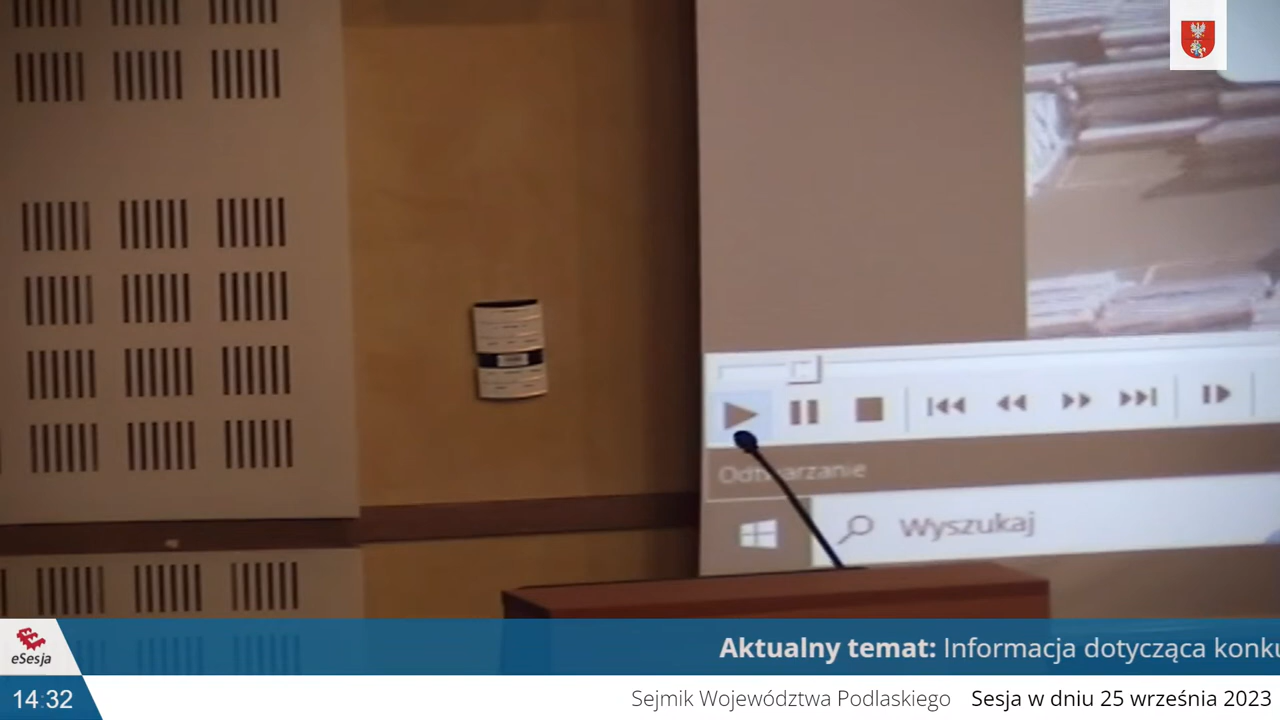 Odtwarzanie
Wyszukaj
Aktualny temat: Informacja dotycząca konku
eSesja
14:32
Sejmik Województwa Podlaskiego Sesja w dniu 25 września 2023